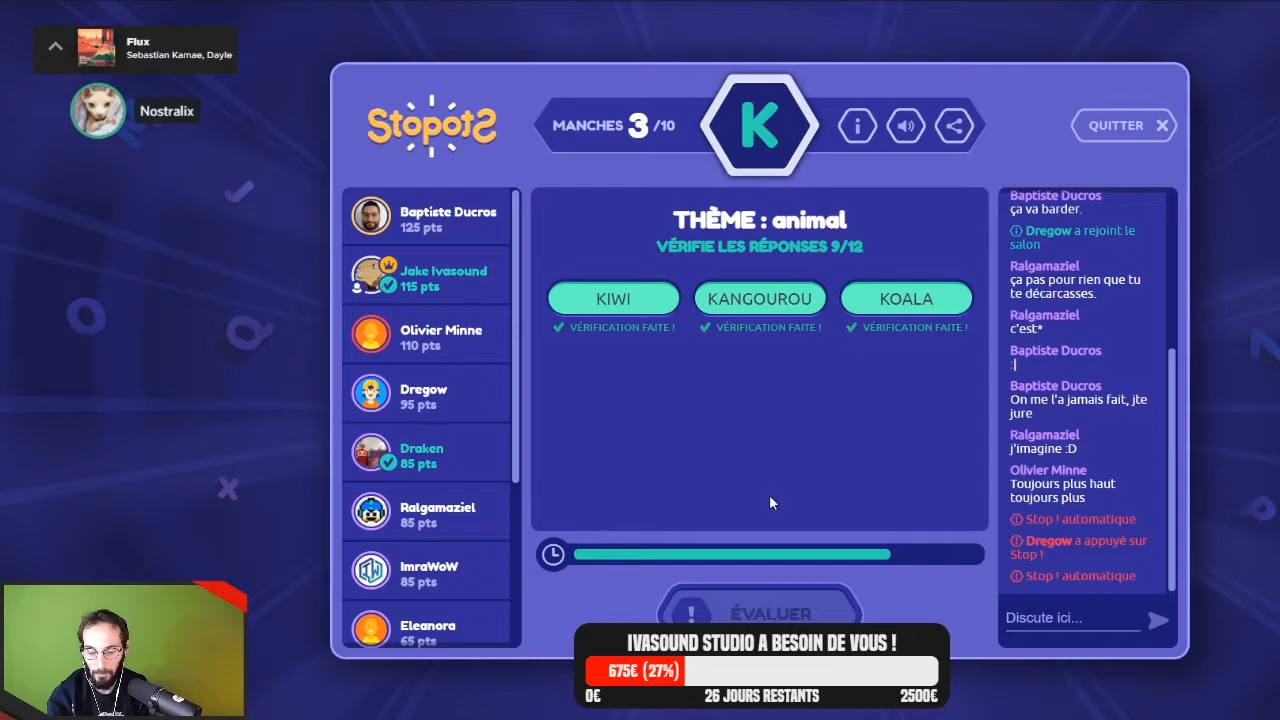 Flux
Sebastian Kamae, Dayle
Nostralix
StopotS
MANCHES 3/10
K
QUITTER
Baptiste Ducros
125 pts
Jake Ivasound
115 pts
Olivier Minne
110 pts
Dregow
95 pts
Draken
85 pts
Ralgamaziel
85 pts
ImraWoW
85 pts
Eleanora
65 pts
THÈME : animal
VÉRIFIE LES RÉPONSES 9/12
KIWI
KANGOUROU
KOALA
VÉRIFICATION FAITE !
VÉRIFICATION FAITE !
VÉRIFICATION FAITE !
ÉVALUER
Baptiste Ducros
ça va barder.
Dregow a rejoint le
salon
Ralgamaziel
ça pas pour rien que tu
te décarcasses.
Ralgamaziel
c'est*
Baptiste Ducros
:|
Baptiste Ducros
On me l'a jamais fait, jte
jure
Ralgamaziel
j'imagine :D
Olivier Minne
Toujours plus haut
toujours plus
Stop ! automatique
Dregow a appuyé sur
Stop !
Stop ! automatique
Discute ici...
IVASOUND STUDIO A BESOIN DE VOUS !
675€ (27%)
0€ 26 JOURS RESTANTS 2500€